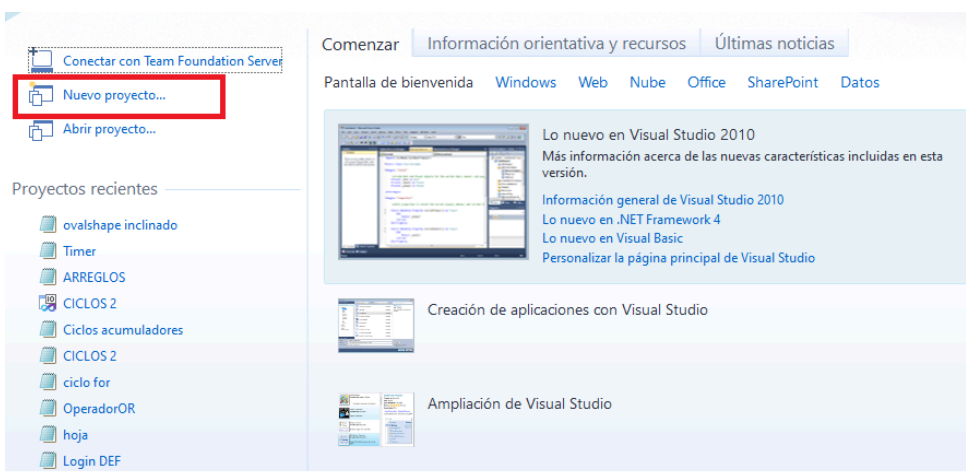 Conectar con Team Foundation Server
Nuevo proyecto...
Abrir proyecto...
Proyectos recientes
ovalshape inclinado
Timer
ARREGLOS
CICLOS 2
Ciclos acumuladores
CICLOS 2
ciclo for
OperadorOR
hoja
Login DEF
Comenzar Información orientativa y recursos Últimas noticias
Pantalla de bienvenida Windows Web Nube Office SharePoint Datos
Lo nuevo en Visual Studio 2010
Más información acerca de las nuevas características incluidas en esta
versión.
Información general de Visual Studio 2010
Lo nuevo en .NET Framework 4
Lo nuevo en Visual Basic
Personalizar la página principal de Visual Studio
Creación de aplicaciones con Visual Studio
Ampliación de Visual Studio